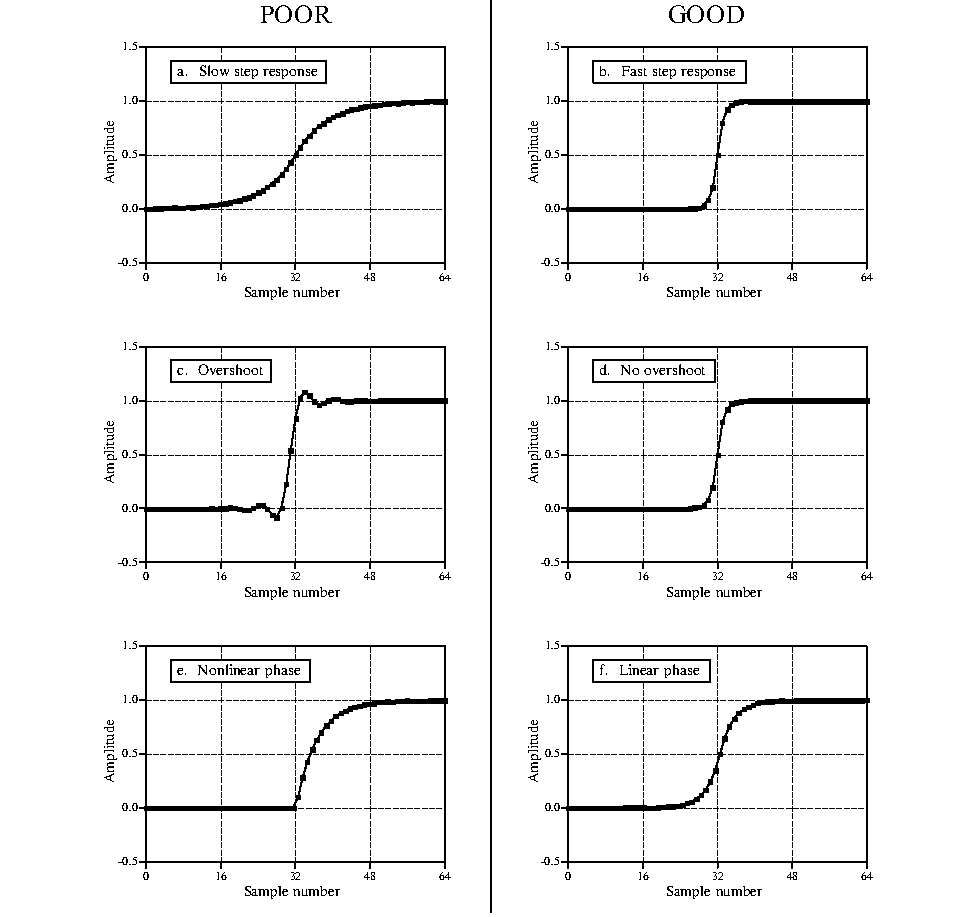 POOR
GOOD
1.5
a. Slow step response
1.0
0.5
0.0
-0.5
Amplitude
0 16 32 48 64
Sample number
1.5
b. Fast step response
1.0
0.5
0.0
-0.5
Amplitude
0 16 32 48 64
Sample number
1.5
c. Overshoot
1.0
0.5
0.0
-0.5
Amplitude
0 16 32 48 64
Sample number
1.5
d. No overshoot
1.0
0.5
0.0
-0.5
Amplitude
0 16 32 48 64
Sample number
1.5
e. Nonlinear phase
1.0
0.5
0.0
-0.5
Amplitude
0 16 32 48 64
Sample number
1.5
f. Linear phase
1.0
0.5
0.0
-0.5
Amplitude
0 16 32 48 64
Sample number